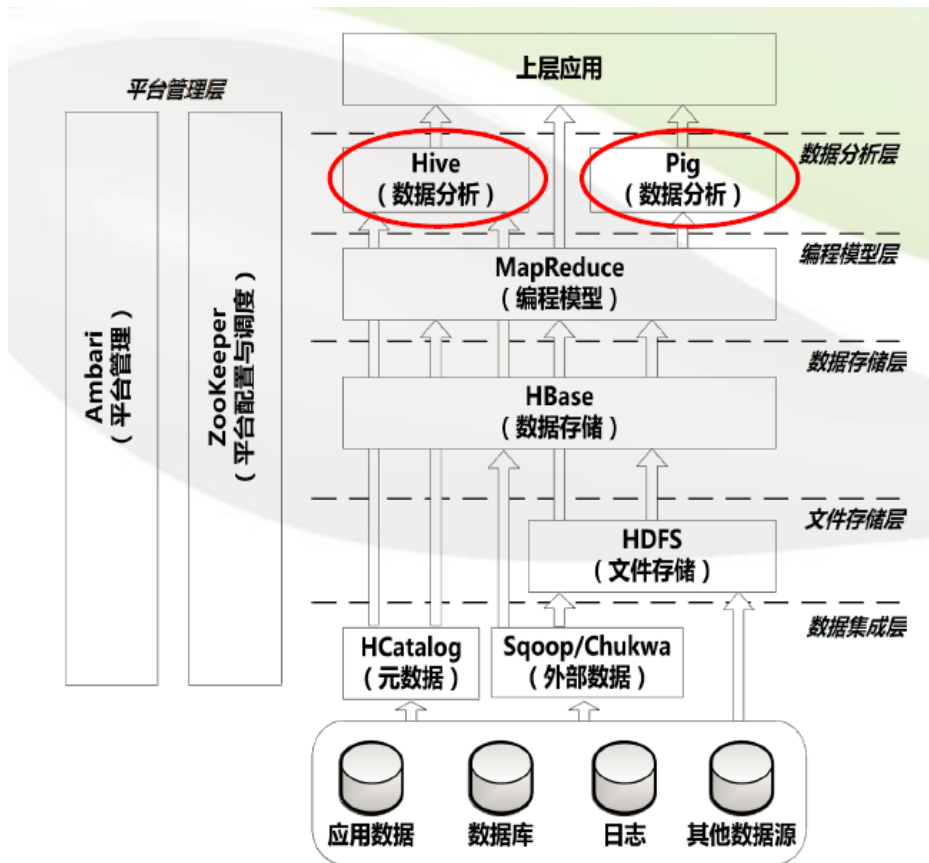 上层应用
平台管理层
数据分析层
Hive
（数据分析）
Pig
（数据分析）
编程模型层
MapReduce
（编程模型）
数据存储层
HBase
（数据存储）
Ambari
（平台管理）
ZooKeeper
（平台配置与调度）
文件存储层
HDFS
（文件存储）
数据集成层
HCatalog
（元数据）
Sqoop/Chukwa
（外部数据）
应用数据
数据库
日志
其他数据源